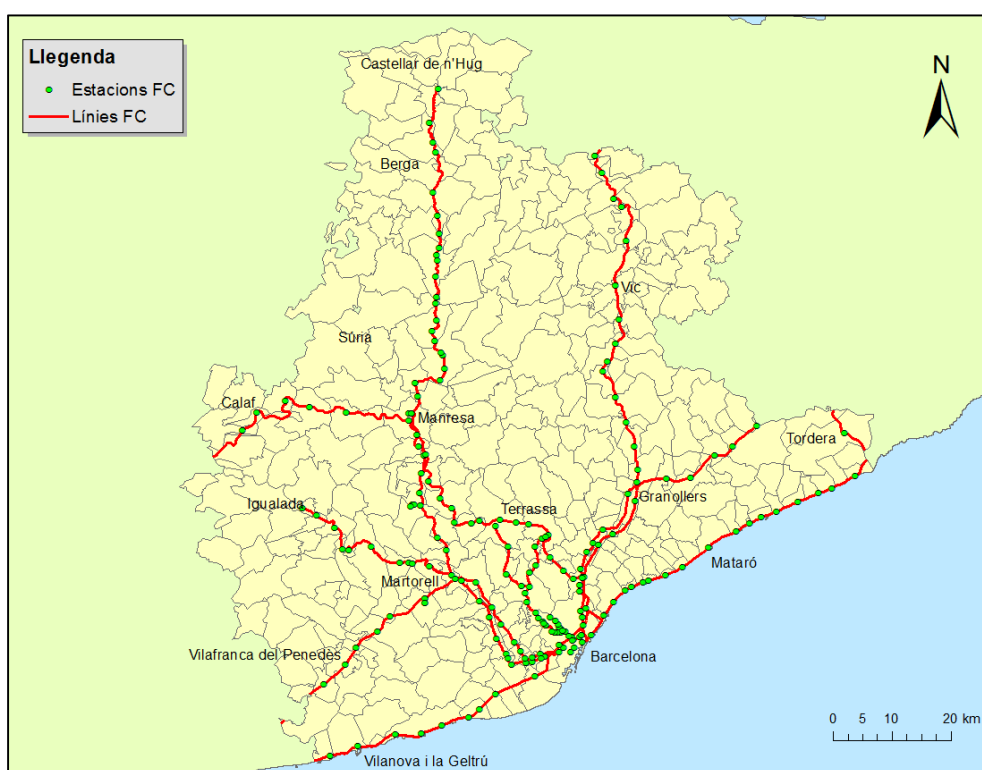 Llegenda
Estacions FC
Línies FC
Castellar de n'Hug
N
Berga
Vic
Súria
Calaf
Manresa
Tordera
Igualada
Terrassa
Granollers
Martorell
Mataró
Vilafranca del Penedès
Barcelona
0 5 10 20 km
Vilanova i la Geltrú